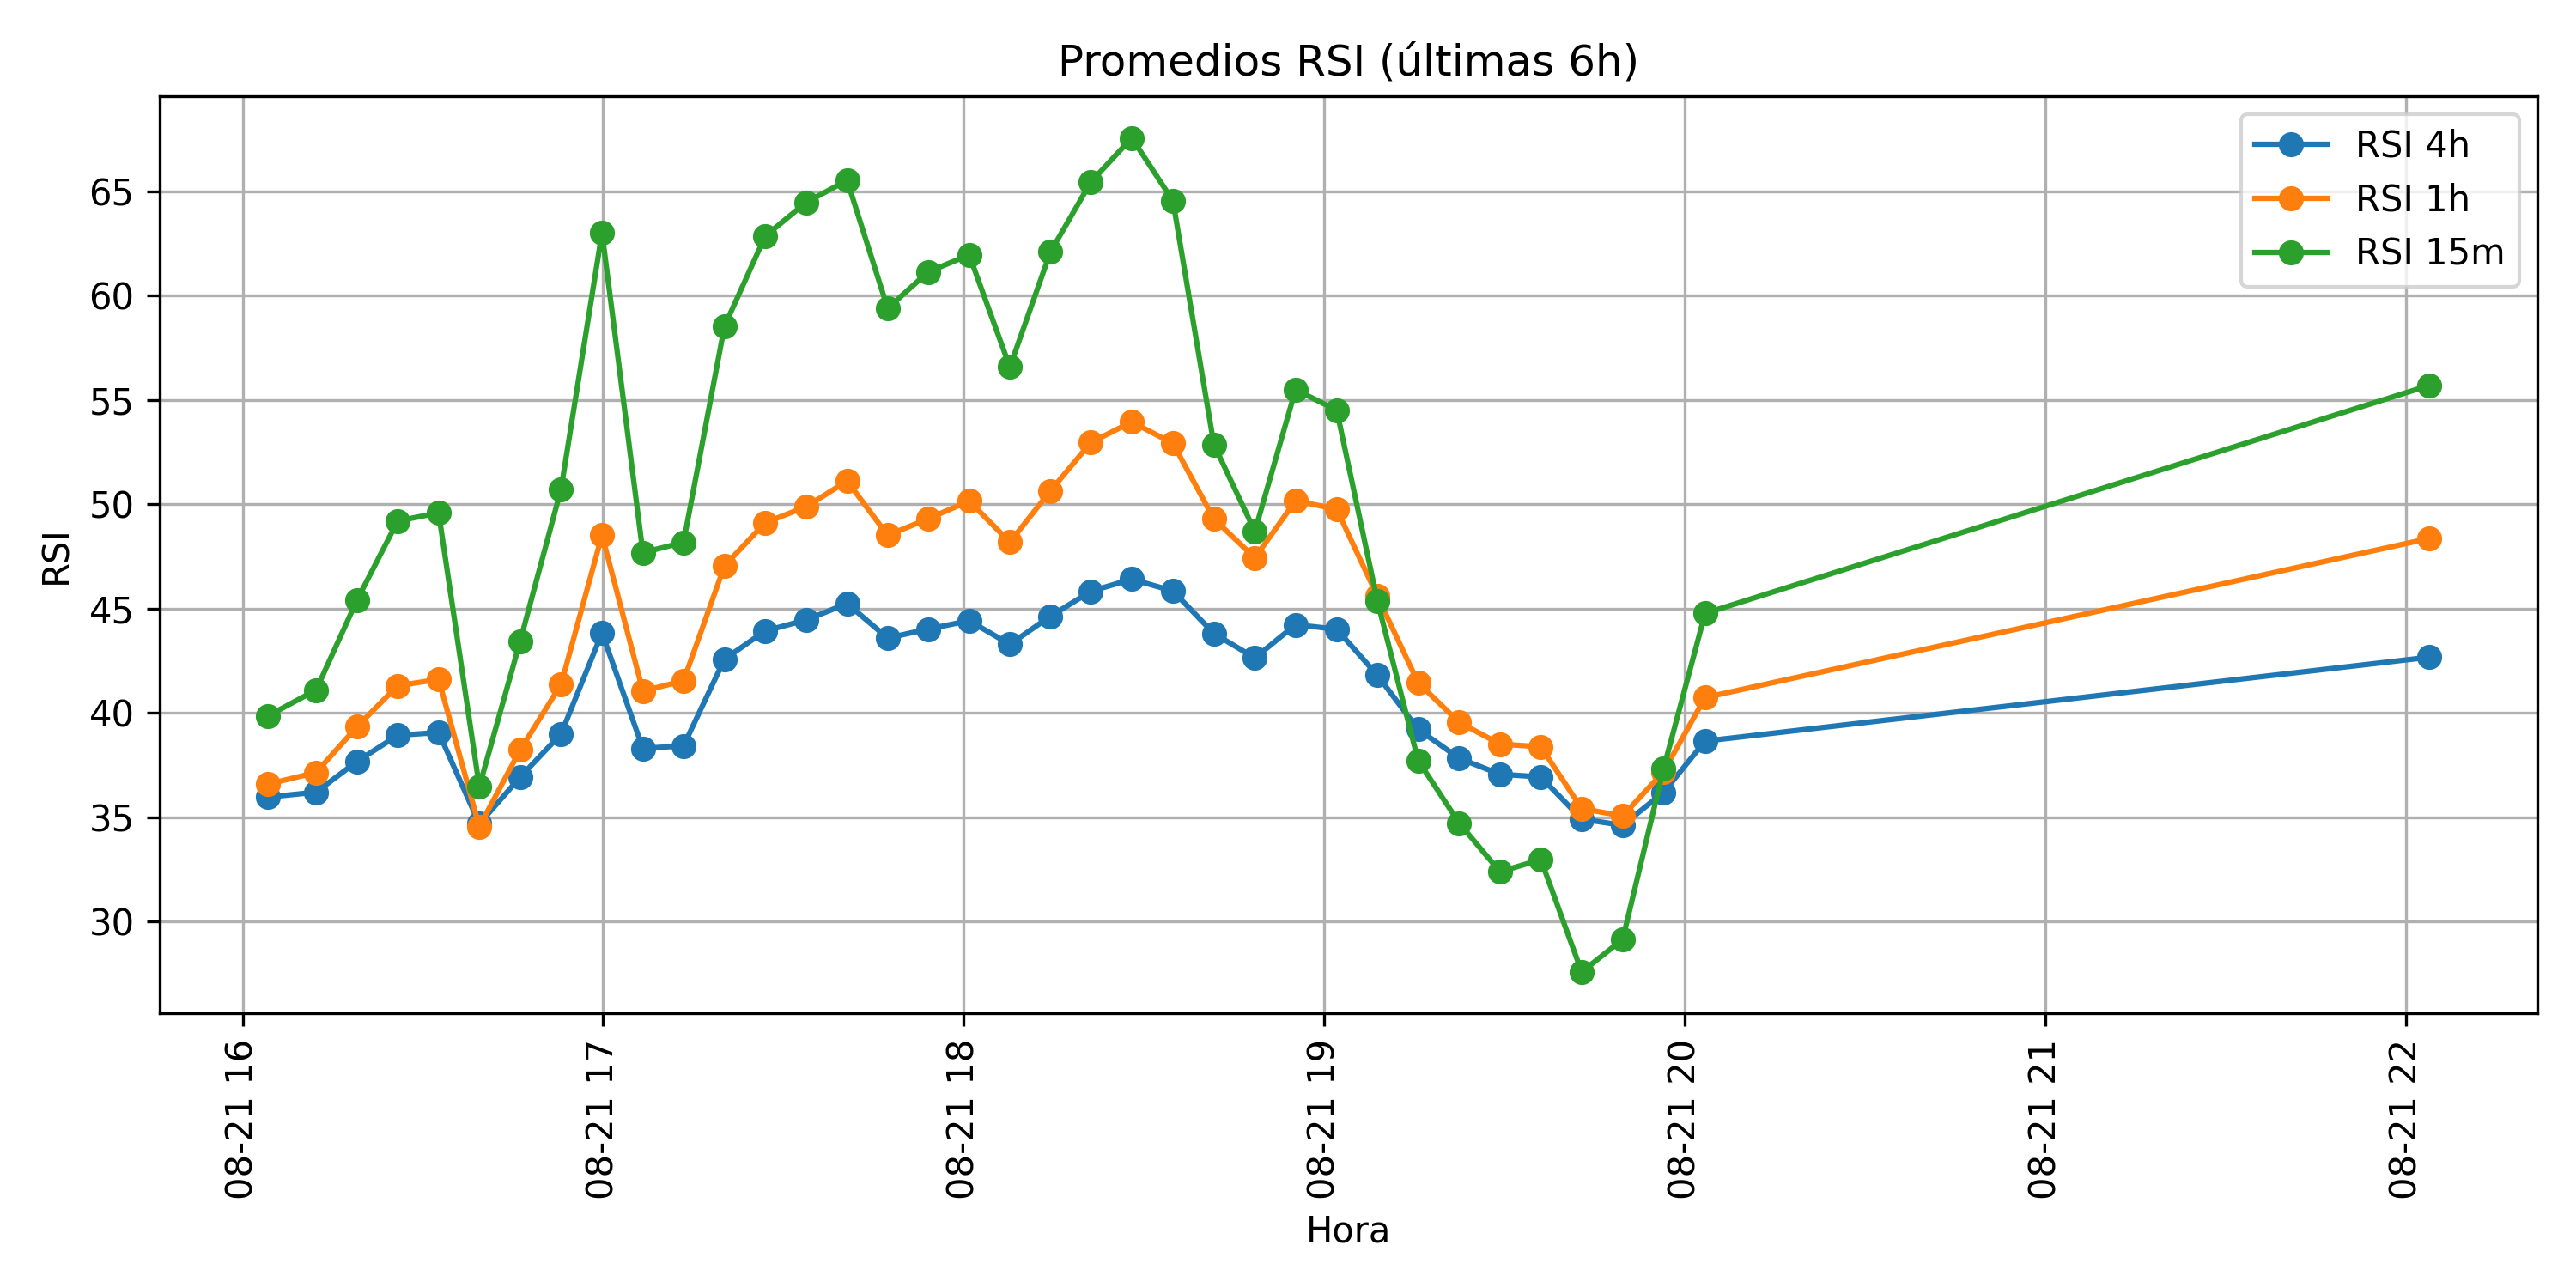 Promedios RSI (últimas 6h)
RSI 4h
RSI 1h
RSI 15m
RSI
65
60
55
50
45
40
35
30
08-21 16
08-21 17
08-21 18
08-21 19
08-21 20
08-21 21
08-21 22
Hora